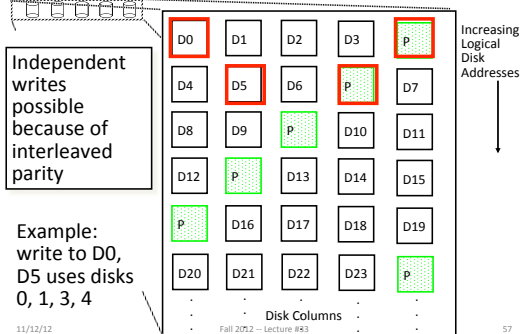 Independent
writes
possible
because of
interleaved
parity
Example:
write to D0,
D5 uses disks
0, 1, 3, 4
D0 D1 D2 D3 P
D4 D5 D6 P D7
D8 D9 P D10 D11
D12 P D13 D14 D15
P D16 D17 D18 D19
D20 D21 D22 D23 P
. . . . .
. Disk Columns . .
. . . . .
Increasing
Logical
Disk
Addresses
11/12/12 Fall 2012 -- Lecture #33 57